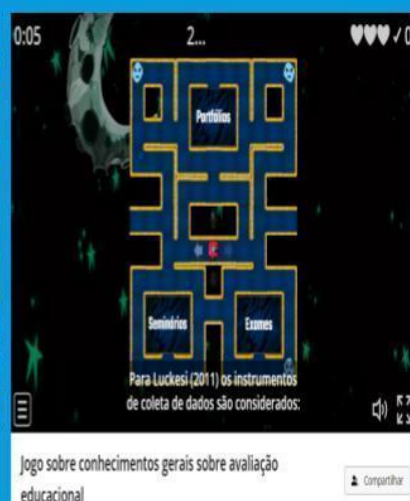 0:05
2...
✓ 0
Portfólios
Seminários
Exames
Para Luckesi (2011) os instrumentos
de coleta de dados são considerados:
Jogo sobre conhecimentos gerais sobre avaliação
educacional
Compartilhar